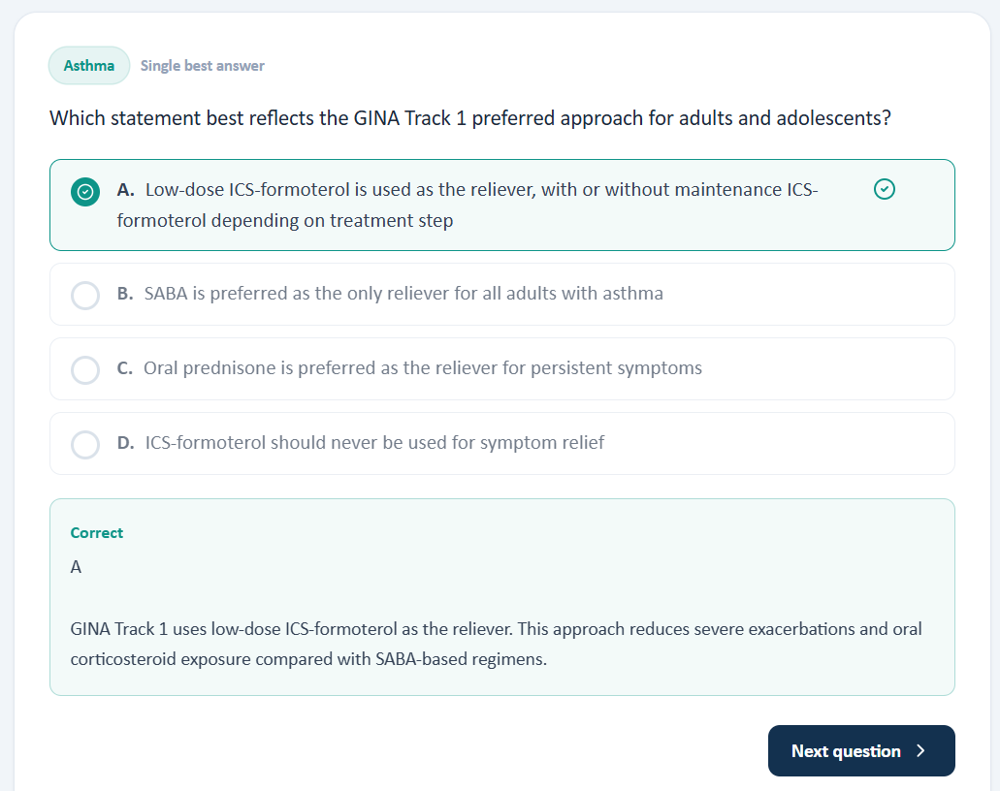 Asthma Single best answer
Which statement best reflects the GINA Track 1 preferred approach for adults and adolescents?
A. Low-dose ICS-formoterol is used as the reliever, with or without maintenance ICS-
formoterol depending on treatment step
B. SABA is preferred as the only reliever for all adults with asthma
C. Oral prednisone is preferred as the reliever for persistent symptoms
D. ICS-formoterol should never be used for symptom relief
Correct
A
GINA Track 1 uses low-dose ICS-formoterol as the reliever. This approach reduces severe exacerbations and oral
corticosteroid exposure compared with SABA-based regimens.
Next question